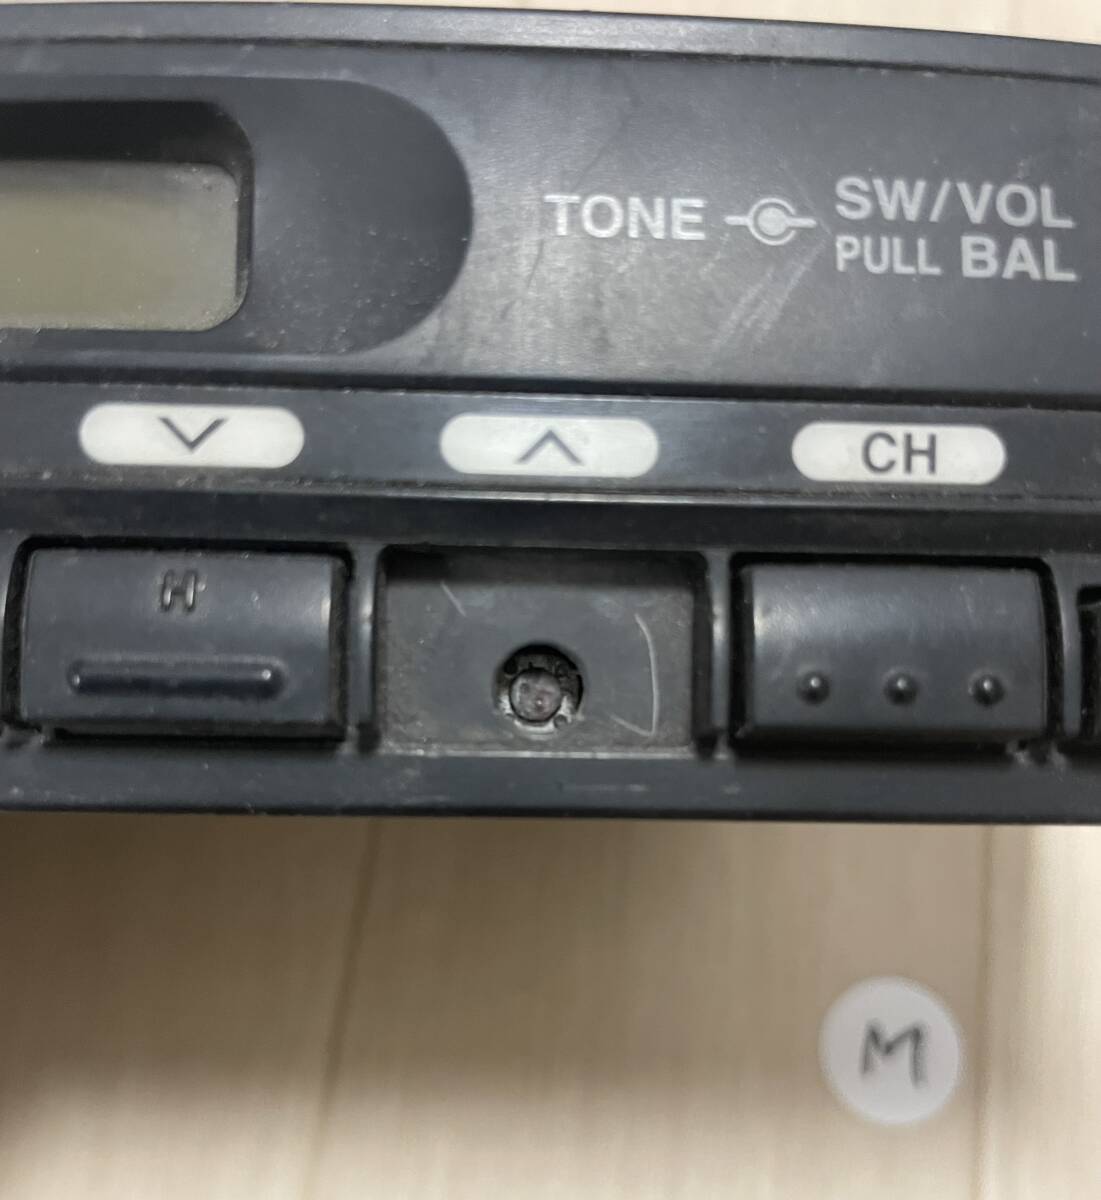 TONE
SW/VOL
PULL BAL
CH
H
M